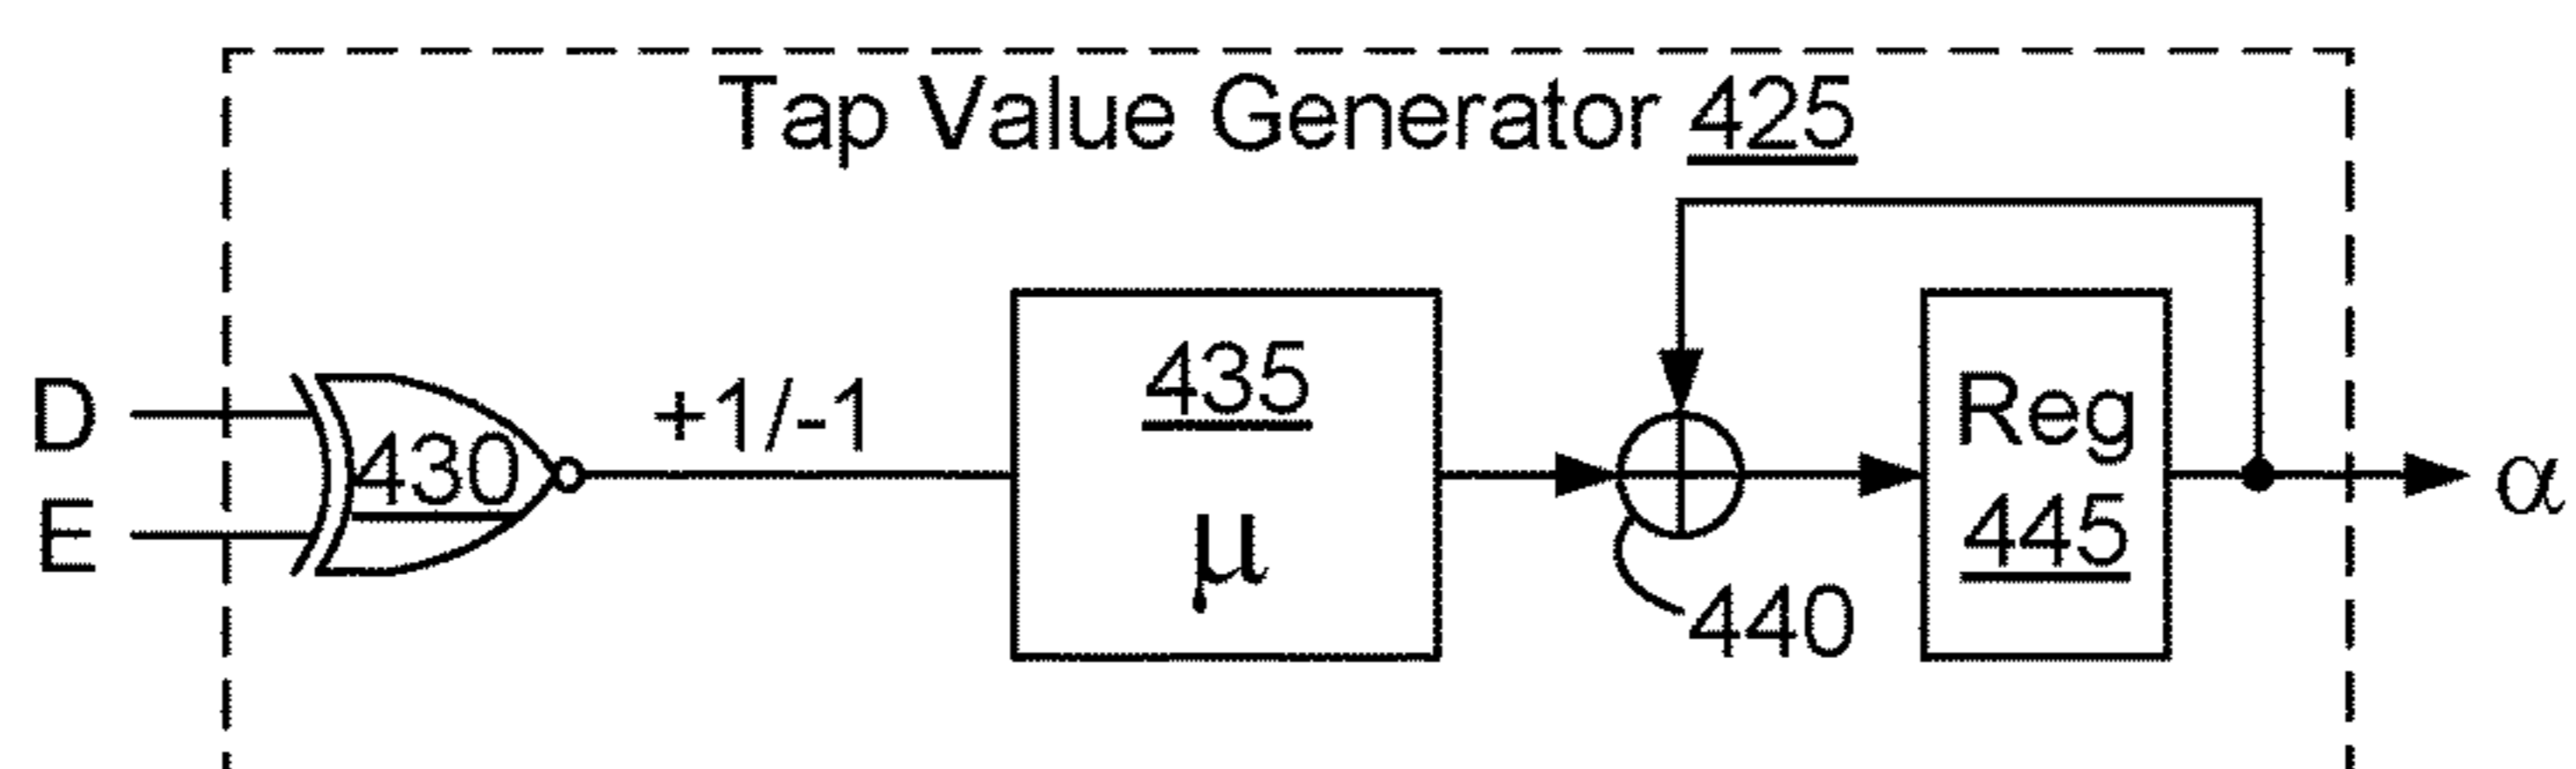 Tap Value Generator 425
D
E
430
+1/-1
435
μ
440
Reg
445
α